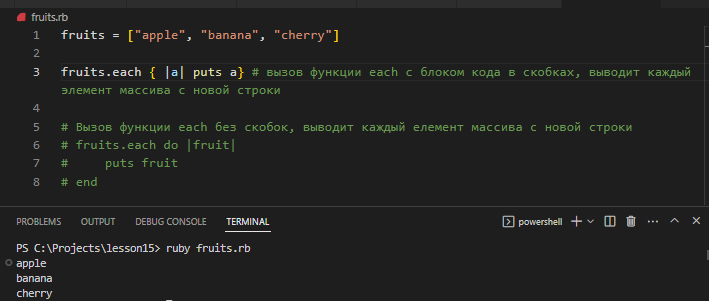 fruits.rb
1 fruits = ["apple", "banana", "cherry"]
2
3 fruits.each { |a| puts a} # вызов функции each с блоком кода в скобках, выводит каждый
элемент массива с новой строки
4
5 # Вызов функции each без скобок, выводит каждый елемент массива с новой строки
6 # fruits.each do |fruit|
7 #     puts fruit
8 # end
PROBLEMS OUTPUT DEBUG CONSOLE TERMINAL powershell
PS C:\Projects\lesson15> ruby fruits.rb
apple
banana
cherry